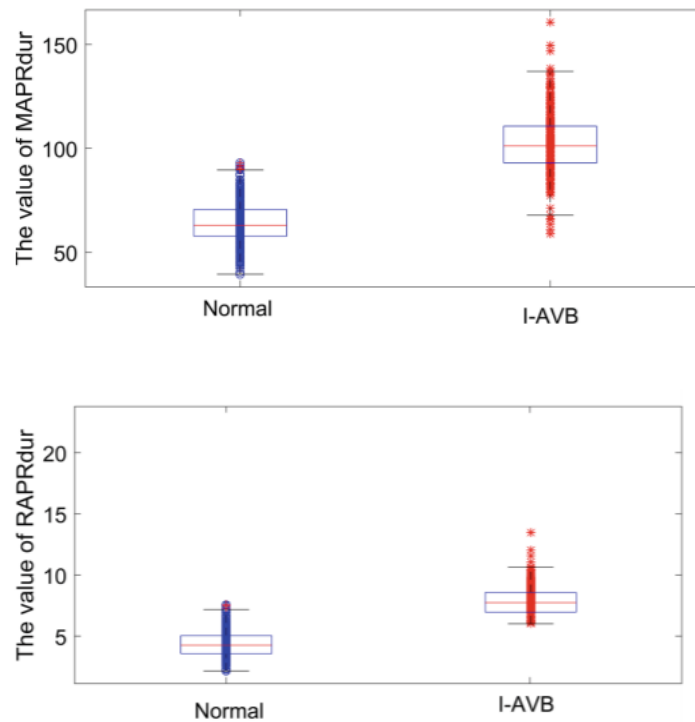 The value of MAPRdur
150
100
50
Normal
I-AVB
The value of RAPRdur
20
15
10
5
Normal
I-AVB